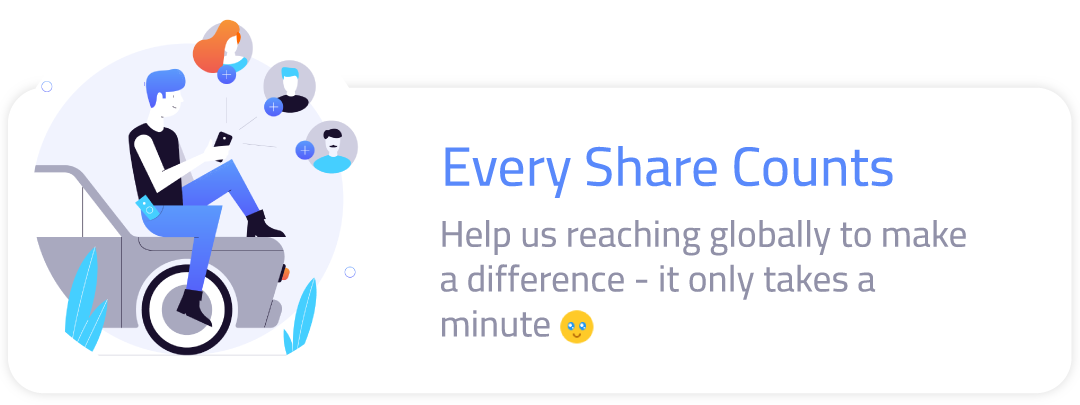 Every Share Counts
Help us reaching globally to make
a difference - it only takes a
minute 🥹